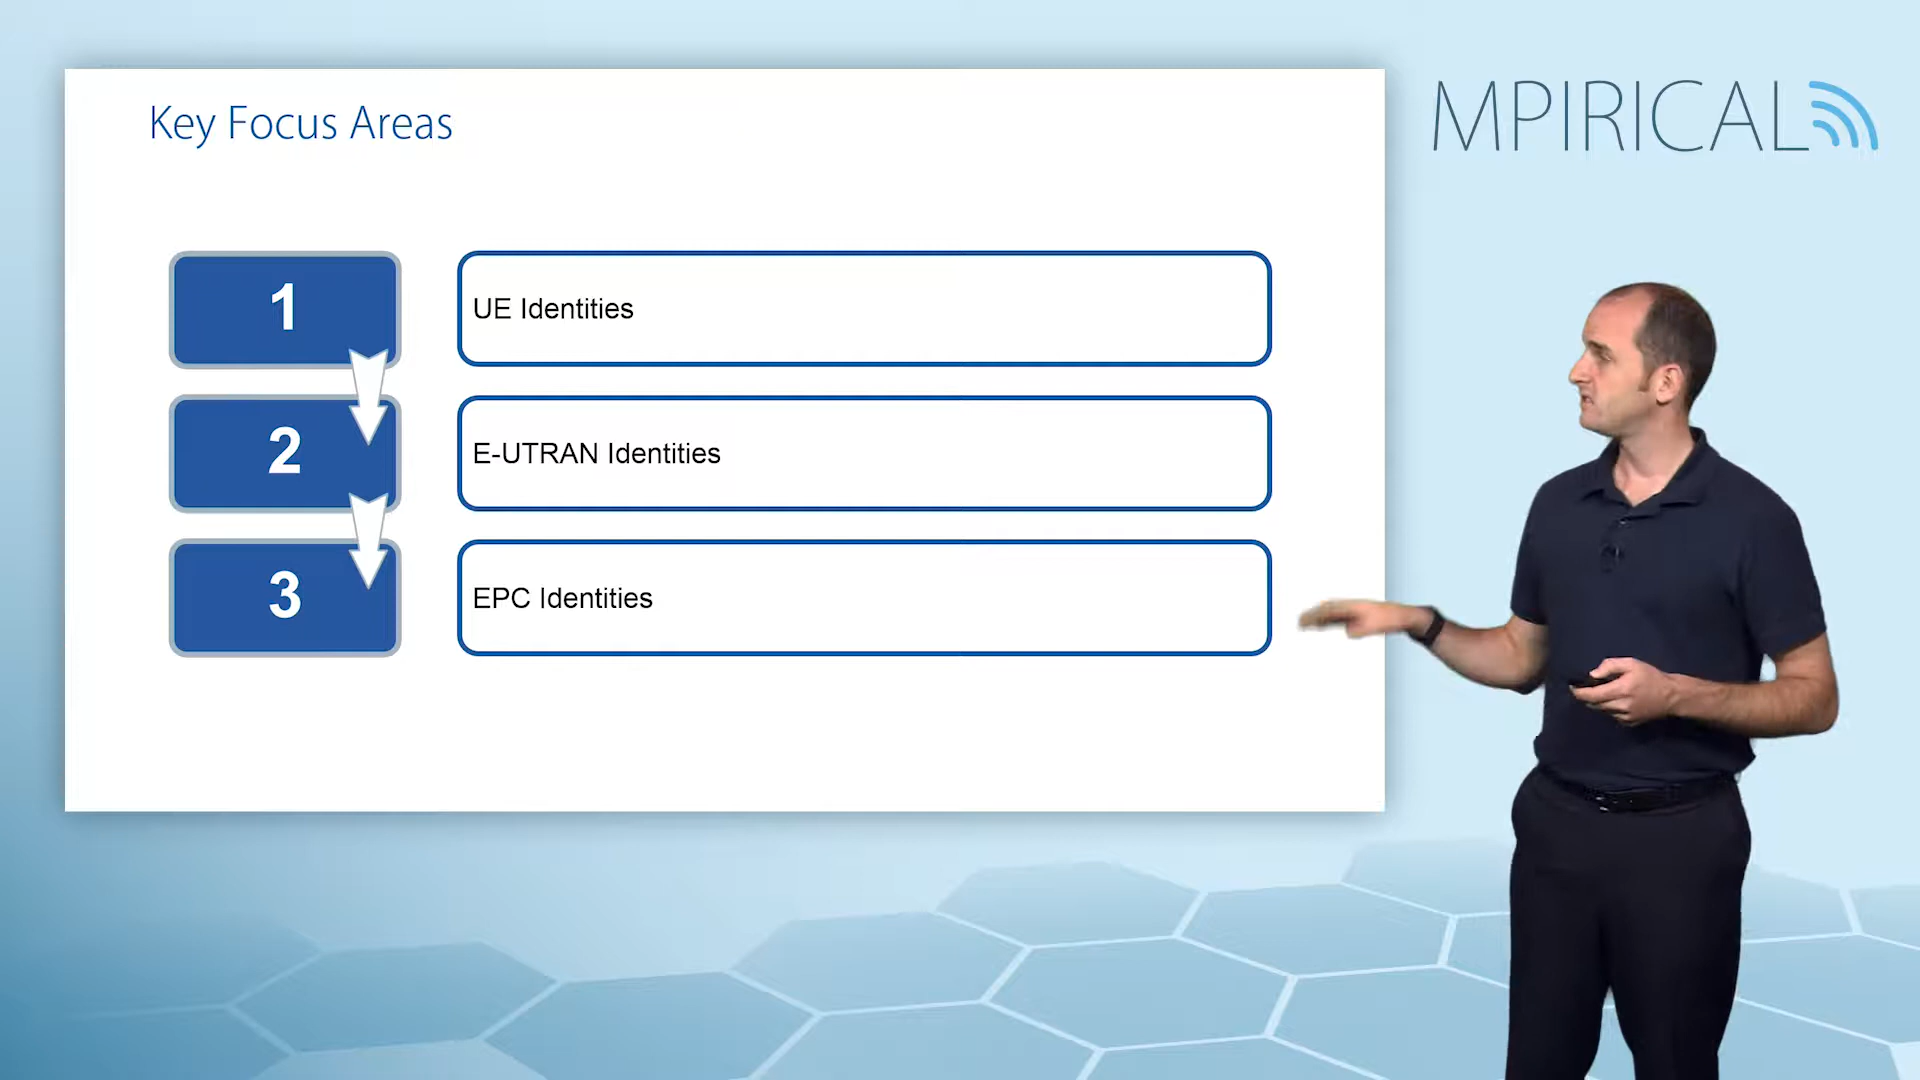 Key Focus Areas
MPIRICAL
1
UE Identities
2
E-UTRAN Identities
3
EPC Identities